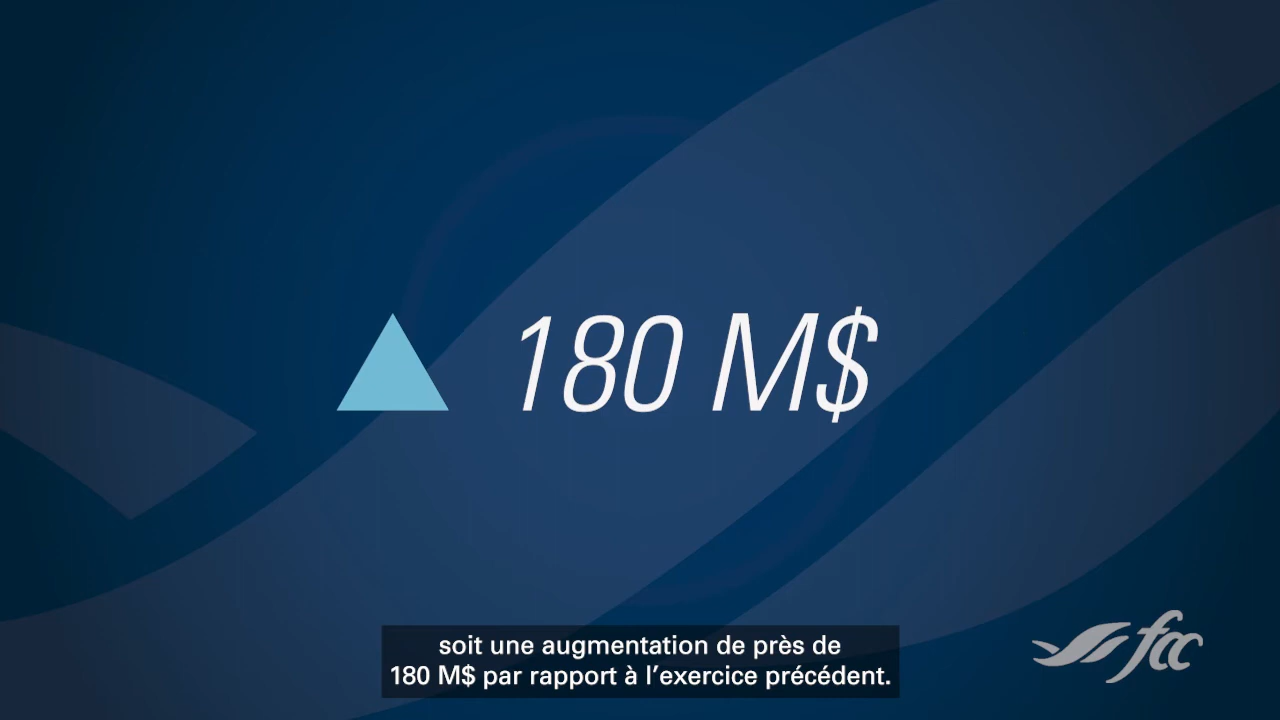 180 M$
soit une augmentation de près de
180 M$ par rapport à l’exercice précédent.
fcc